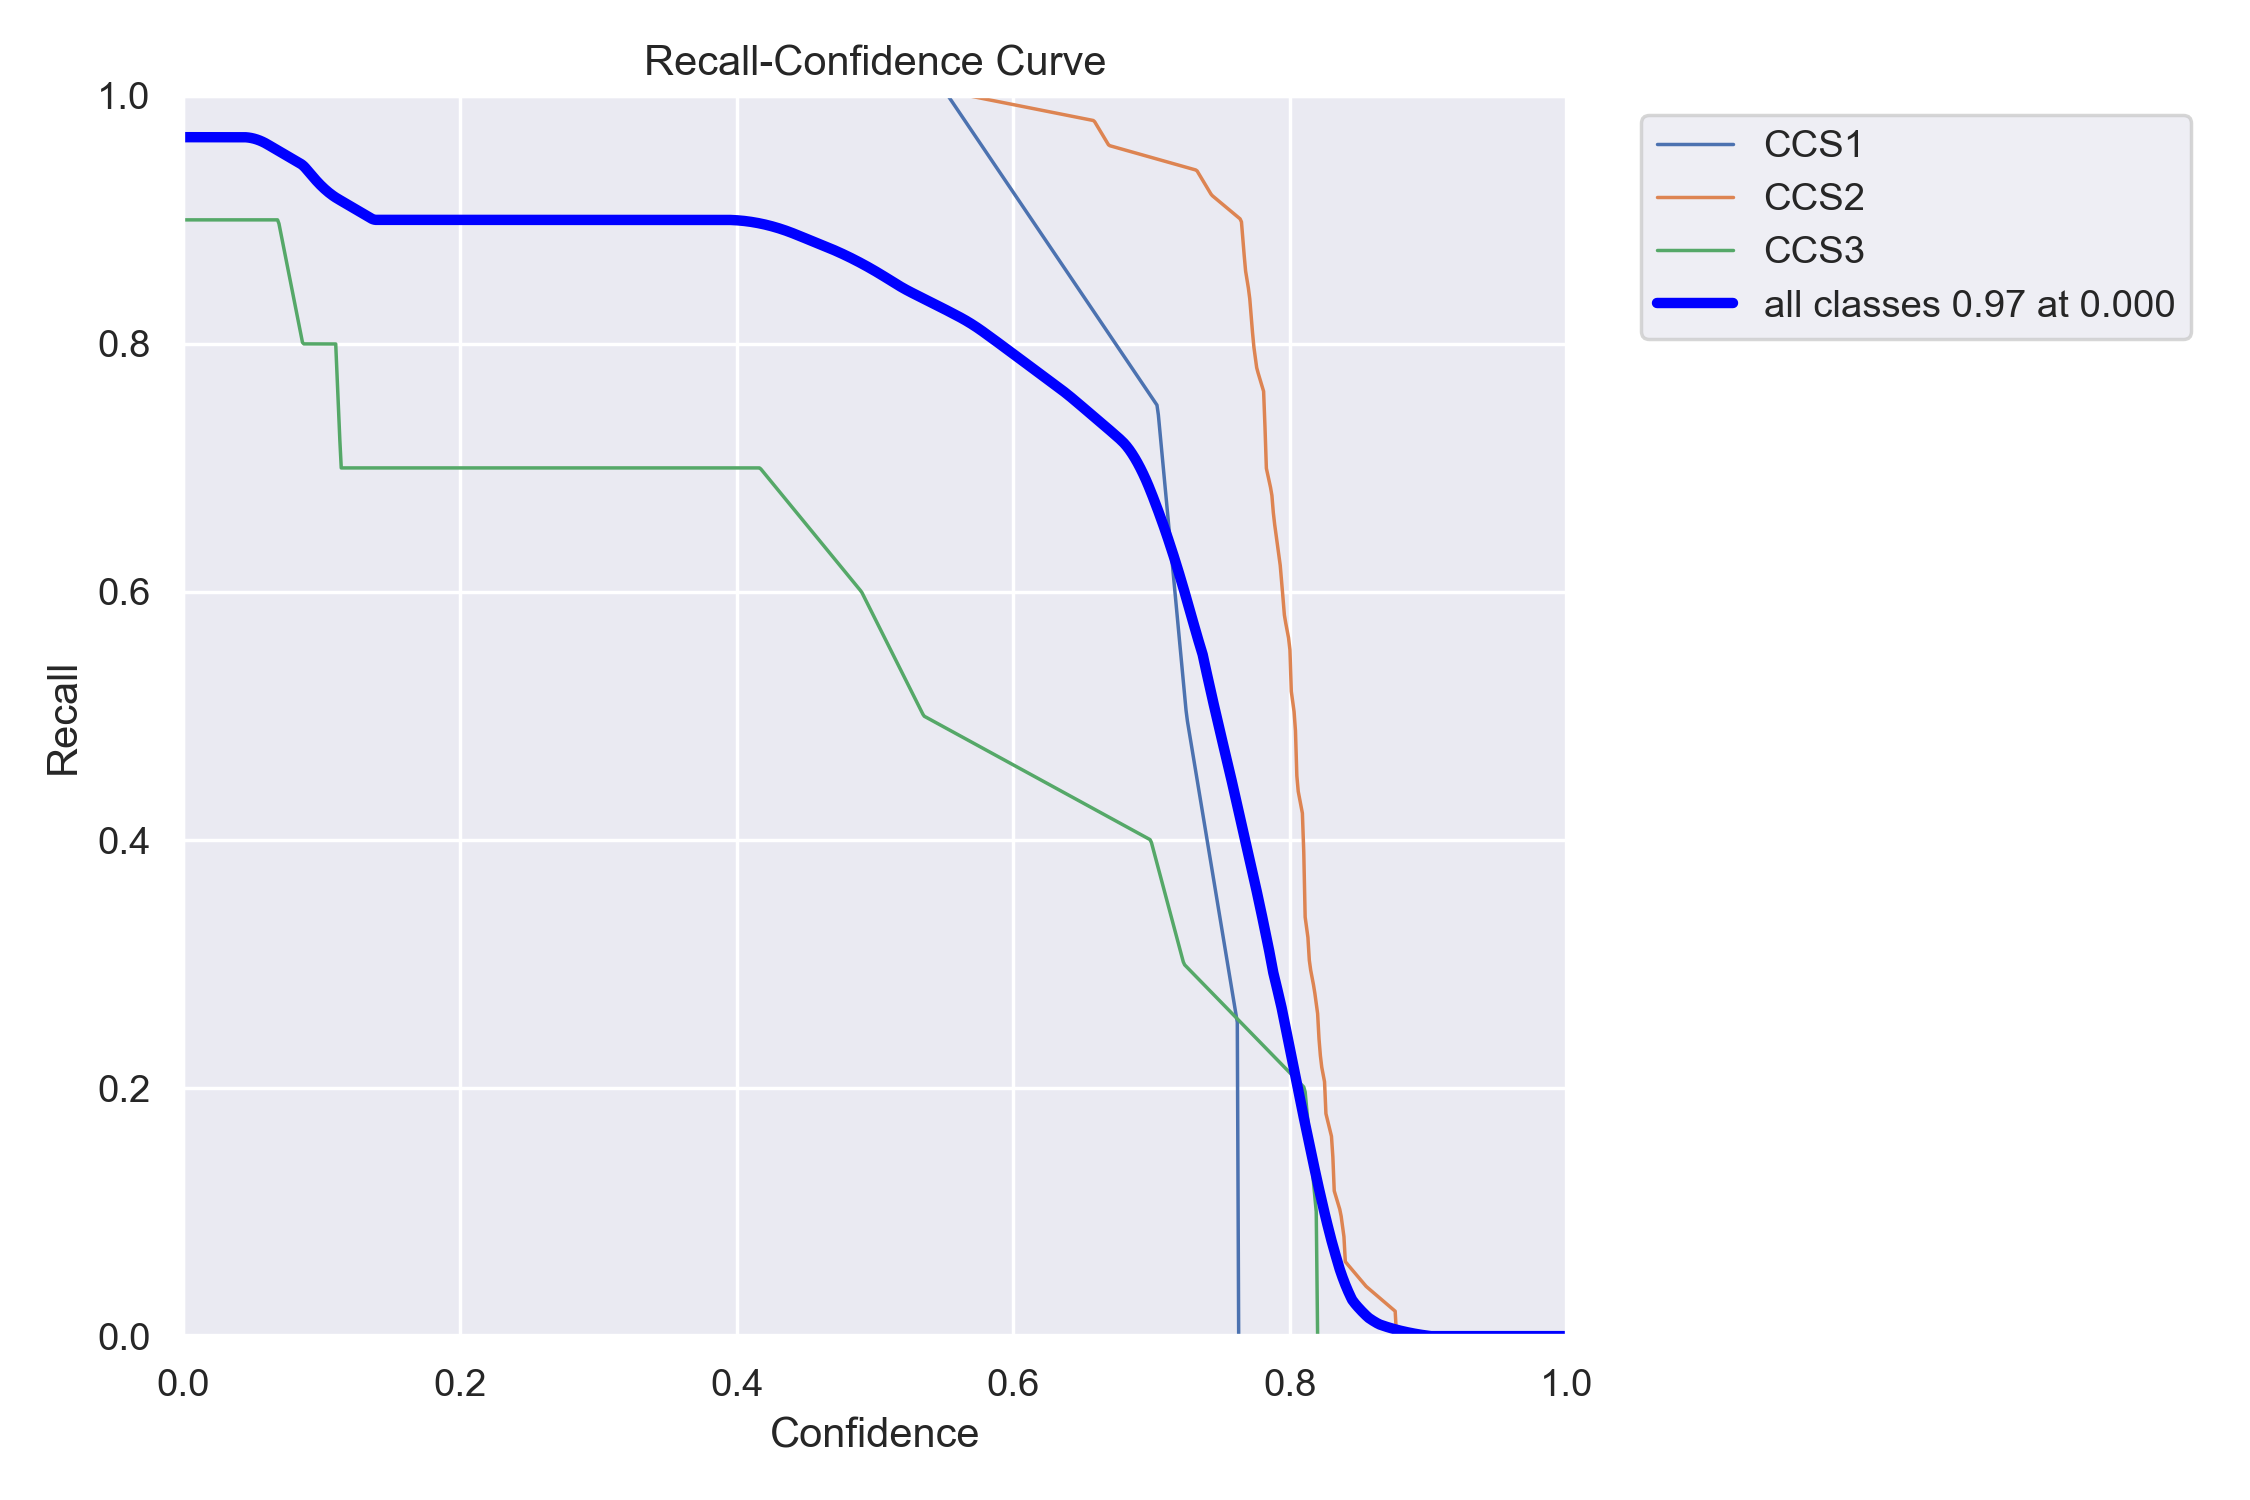 Recall-Confidence Curve
1.0
0.8
0.6
0.4
0.2
0.0
Recall
0.0 0.2 0.4 0.6 0.8 1.0
Confidence
CCS1
CCS2
CCS3
all classes 0.97 at 0.000